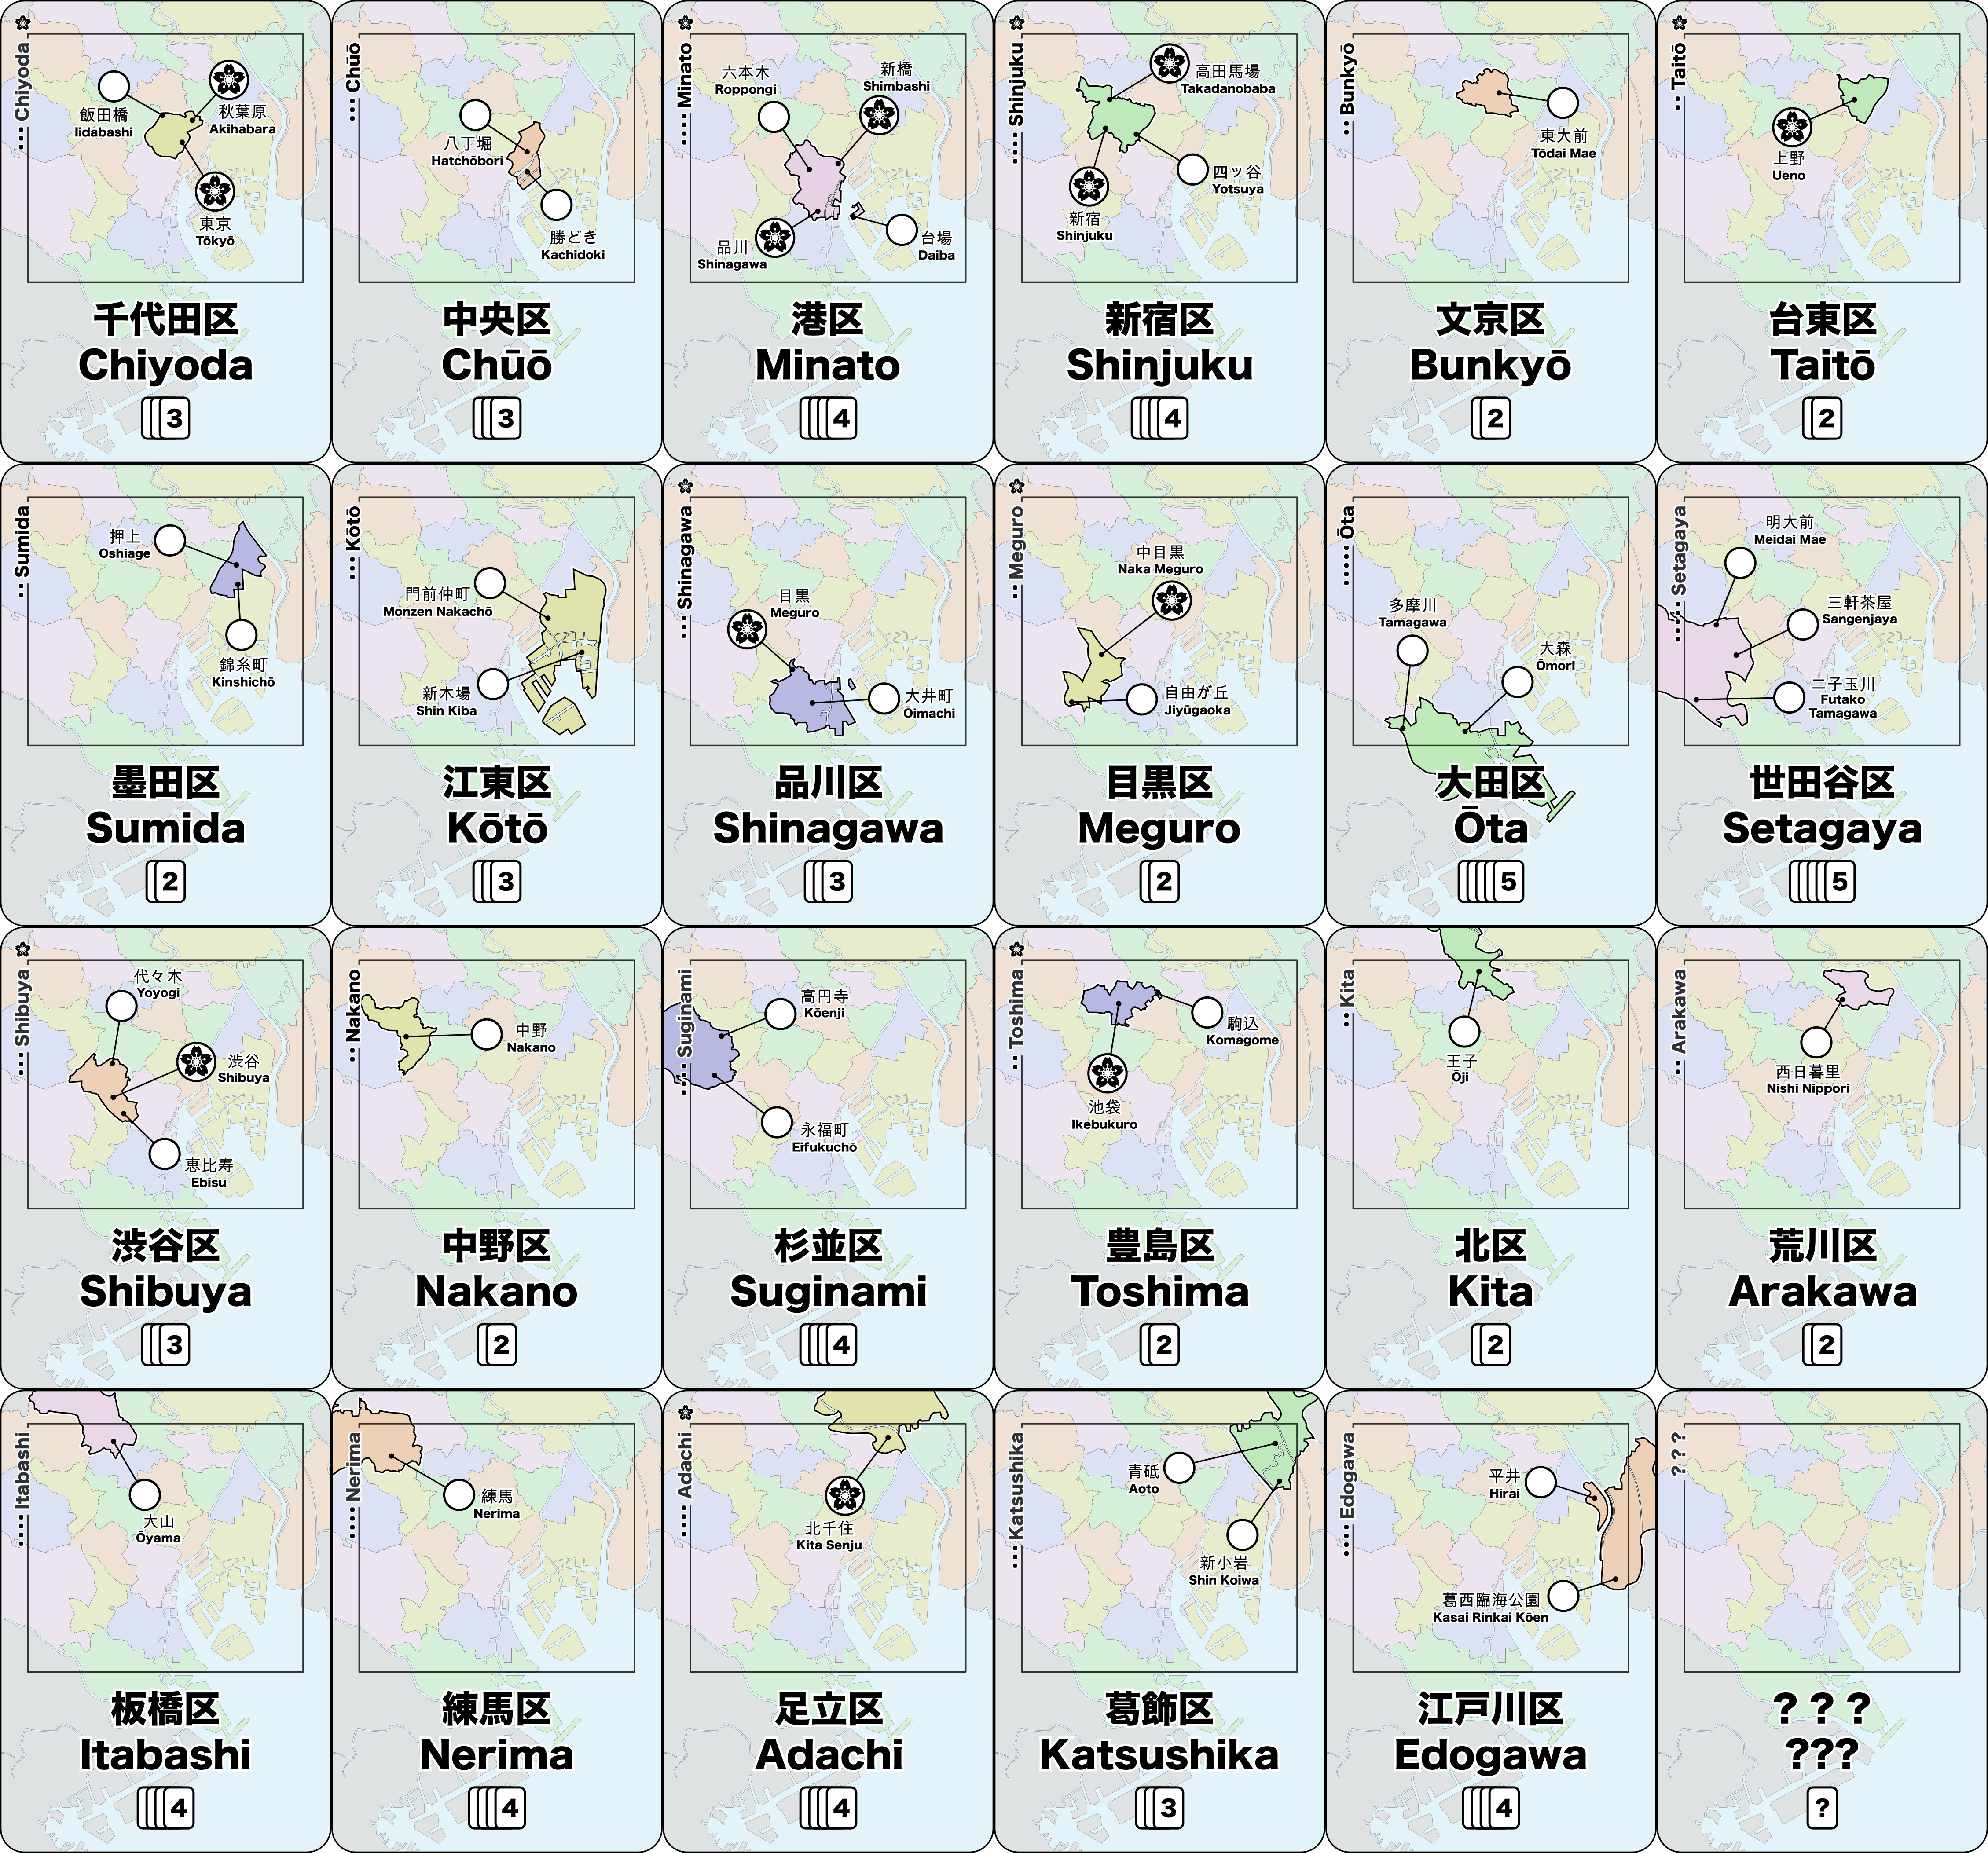 Chiyoda
飯田橋
Iidabashi
秋葉原
Akihabara
東京
Tōkyō
千代田区
Chiyoda
3
Chūō
八丁堀
Hatchōbori
勝どき
Kachidoki
中央区
Chūō
3
Minato
六本木
Roppongi
新橋
Shimbashi
品川
Shinagawa
台場
Daiba
港区
Minato
4
Shinjuku
高田馬場
Takadanobaba
四ッ谷
Yotsuya
新宿
Shinjuku
新宿区
Shinjuku
4
Bunkyō
東大前
Tōdai Mae
文京区
Bunkyō
2
Taitō
上野
Ueno
台東区
Taitō
2
Sumida
押上
Oshiage
錦糸町
Kinshichō
墨田区
Sumida
2
Kōtō
門前仲町
Monzen Nakachō
新木場
Shin Kiba
江東区
Kōtō
3
Shinagawa
目黒
Meguro
大井町
Ōimachi
品川区
Shinagawa
3
Meguro
中目黒
Naka Meguro
自由が丘
Jiyūgaoka
目黒区
Meguro
2
Ōta
多摩川
Tamagawa
大森
Ōmori
大田区
Ōta
5
Setagaya
明大前
Meidai Mae
三軒茶屋
Sangenjaya
二子玉川
Futako
Tamagawa
世田谷区
Setagaya
5
Shibuya
代々木
Yoyogi
渋谷
Shibuya
恵比寿
Ebisu
渋谷区
Shibuya
3
Nakano
中野
Nakano
中野区
Nakano
2
Suginami
高円寺
Kōenji
永福町
Eifukuchō
杉並区
Suginami
4
Toshima
駒込
Komagome
池袋
Ikebukuro
豊島区
Toshima
2
Kita
王子
Ōji
北区
Kita
2
Arakawa
西日暮里
Nishi Nippori
荒川区
Arakawa
2
Itabashi
大山
Ōyama
板橋区
Itabashi
4
Nerima
練馬
Nerima
練馬区
Nerima
4
Adachi
北千住
Kita Senju
足立区
Adachi
4
Katsushika
青砥
Aoto
新小岩
Shin Koiwa
葛飾区
Katsushika
3
Edogawa
平井
Hirai
葛西臨海公園
Kasai Rinkai Kōen
江戸川区
Edogawa
4
???
？？？
???
?